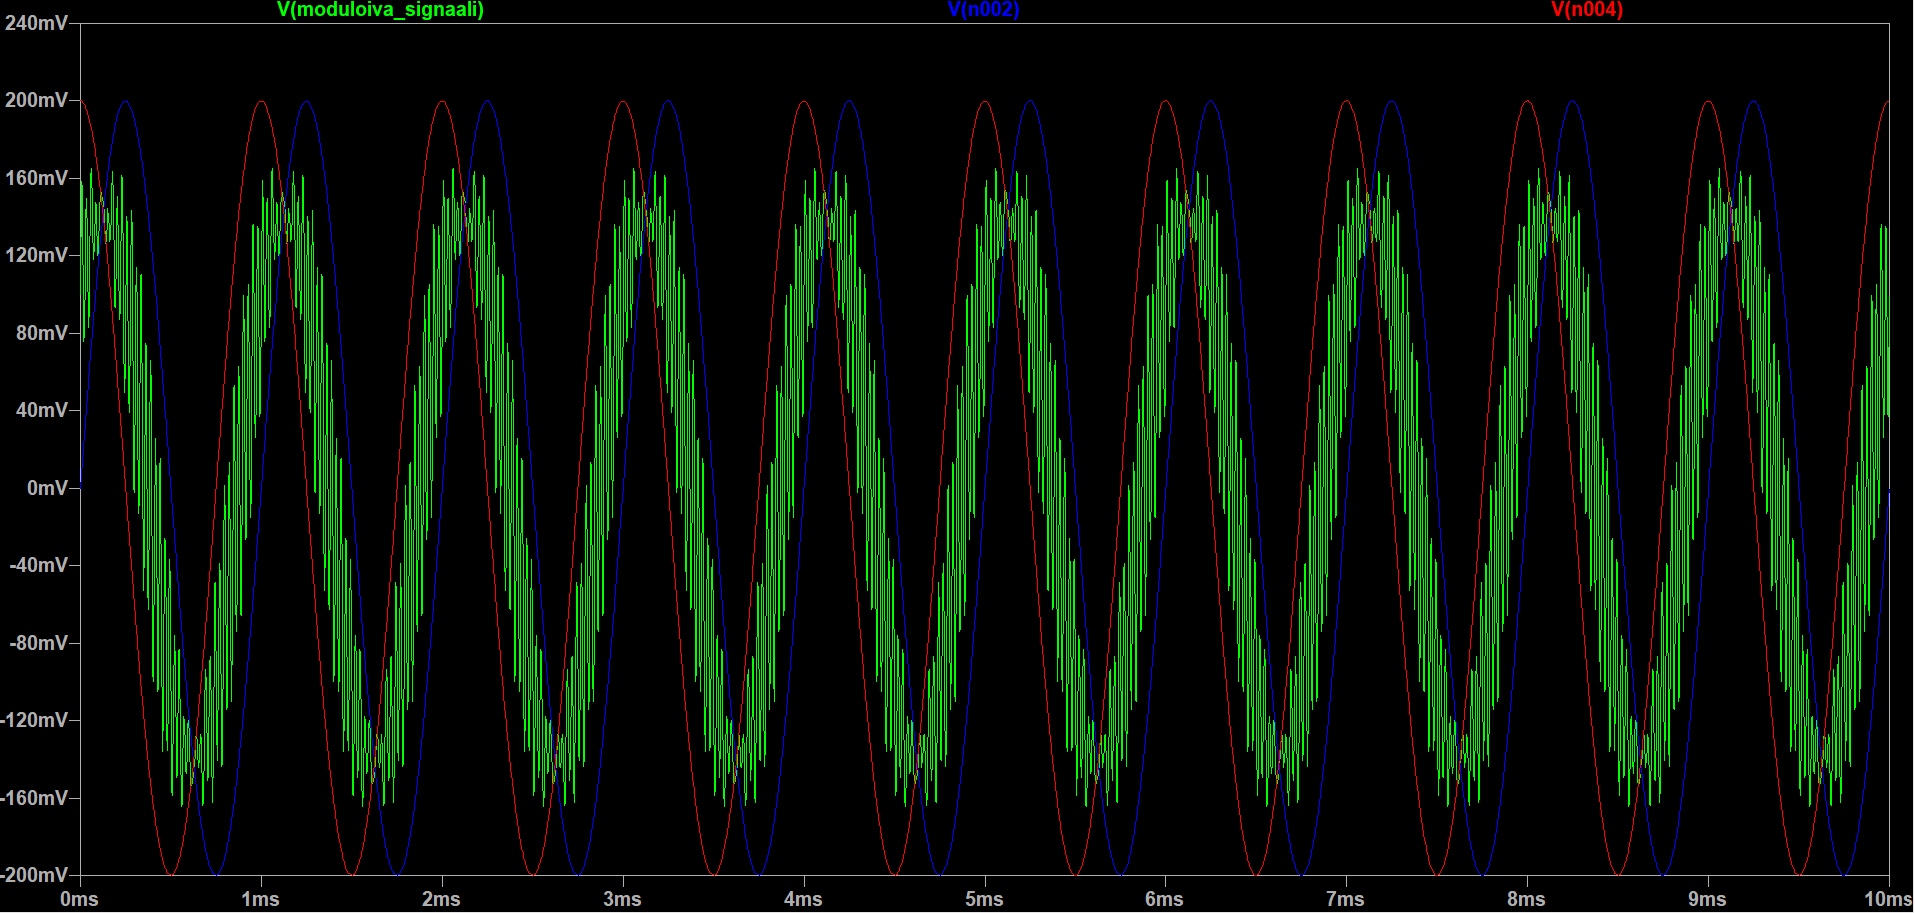 V(moduloiva_signaali) V(n002) V(n004)
240mV
200mV
160mV
120mV
80mV
40mV
0mV
-40mV
-80mV
-120mV
-160mV
-200mV
0ms 1ms 2ms 3ms 4ms 5ms 6ms 7ms 8ms 9ms 10ms